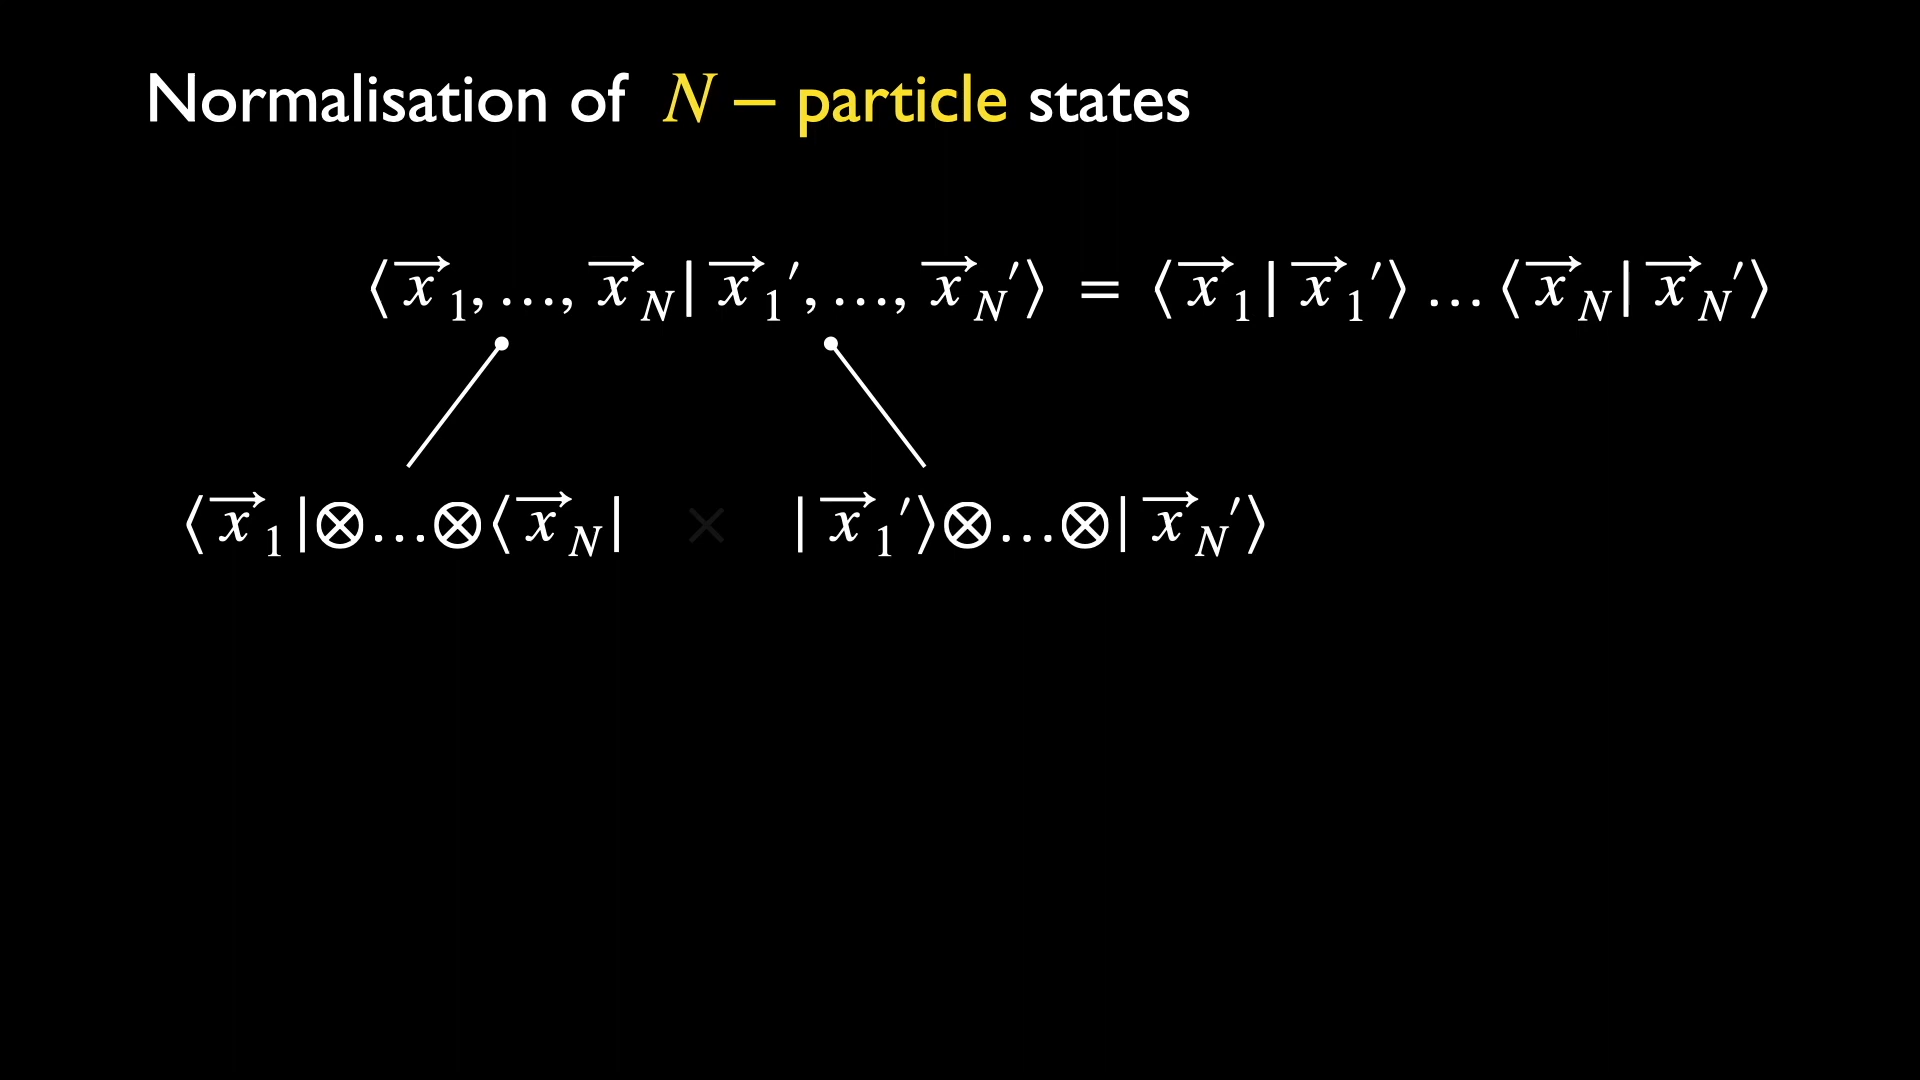 Normalisation of N – particle states
⟨x⃗₁, …, x⃗_N | x⃗₁′, …, x⃗_N′⟩ = ⟨x⃗₁ | x⃗₁′⟩ … ⟨x⃗_N | x⃗_N′⟩
⟨x⃗₁|⊗…⊗⟨x⃗_N| × |x⃗₁′⟩⊗…⊗|x⃗_N′⟩